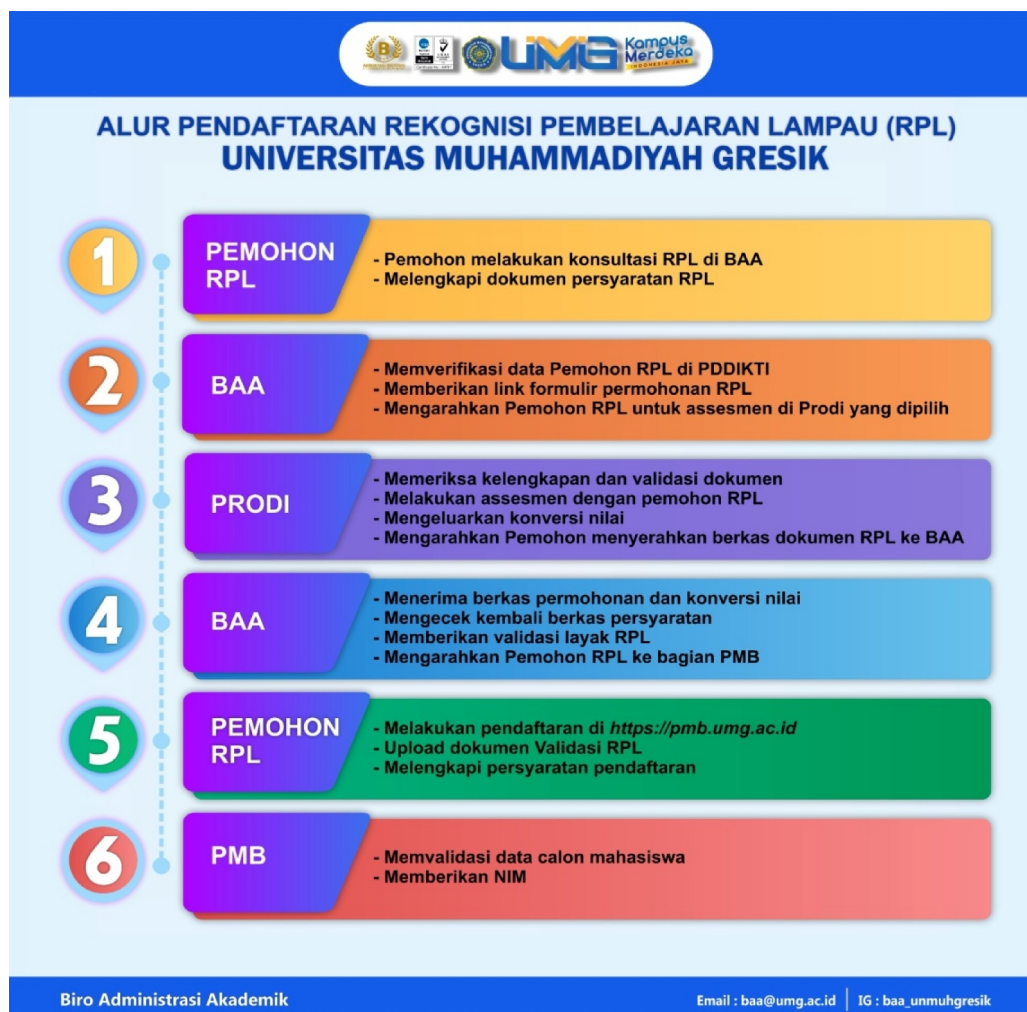 UMG
Kampus
Merdeka
INDONESIA JAYA
ALUR PENDAFTARAN REKOGNISI PEMBELAJARAN LAMPAU (RPL)
UNIVERSITAS MUHAMMADIYAH GRESIK
1
PEMOHON
RPL
- Pemohon melakukan konsultasi RPL di BAA
- Melengkapi dokumen persyaratan RPL
2
BAA
- Memverifikasi data Pemohon RPL di PDDIKTI
- Memberikan link formulir permohonan RPL
- Mengarahkan Pemohon RPL untuk assesmen di Prodi yang dipilih
3
PRODI
- Memeriksa kelengkapan dan validasi dokumen
- Melakukan assesmen dengan pemohon RPL
- Mengeluarkan konversi nilai
- Mengarahkan Pemohon menyerahkan berkas dokumen RPL ke BAA
4
BAA
- Menerima berkas permohonan dan konversi nilai
- Mengecek kembali berkas persyaratan
- Memberikan validasi layak RPL
- Mengarahkan Pemohon RPL ke bagian PMB
5
PEMOHON
RPL
- Melakukan pendaftaran di https://pmb.umg.ac.id
- Upload dokumen Validasi RPL
- Melengkapi persyaratan pendaftaran
6
PMB
- Memvalidasi data calon mahasiswa
- Memberikan NIM
Biro Administrasi Akademik
Email : baa@umg.ac.id | IG : baa_unmuhgresik